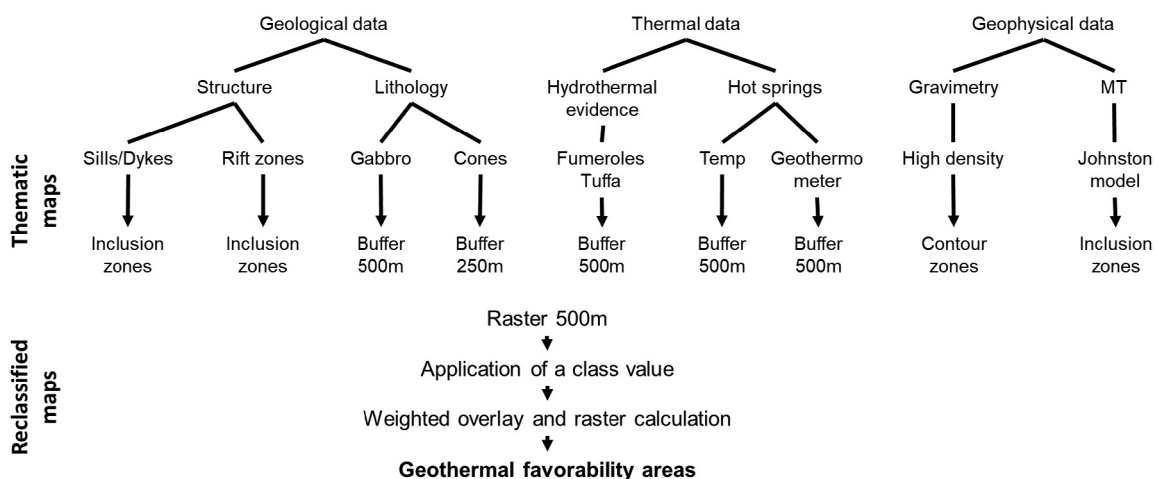 Geological data
Thermal data
Geophysical data
Structure
Lithology
Hydrothermal
evidence
Hot springs
Gravimetry
MT
Thematic
maps
Sills/Dykes
Rift zones
Gabbro
Cones
Fumeroles
Tuffa
Temp
Geothermo
meter
High density
Johnston
model
Inclusion
zones
Inclusion
zones
Buffer
500m
Buffer
250m
Buffer
500m
Buffer
500m
Buffer
500m
Contour
zones
Inclusion
zones
Reclassified
maps
Raster 500m
Application of a class value
Weighted overlay and raster calculation
Geothermal favorability areas